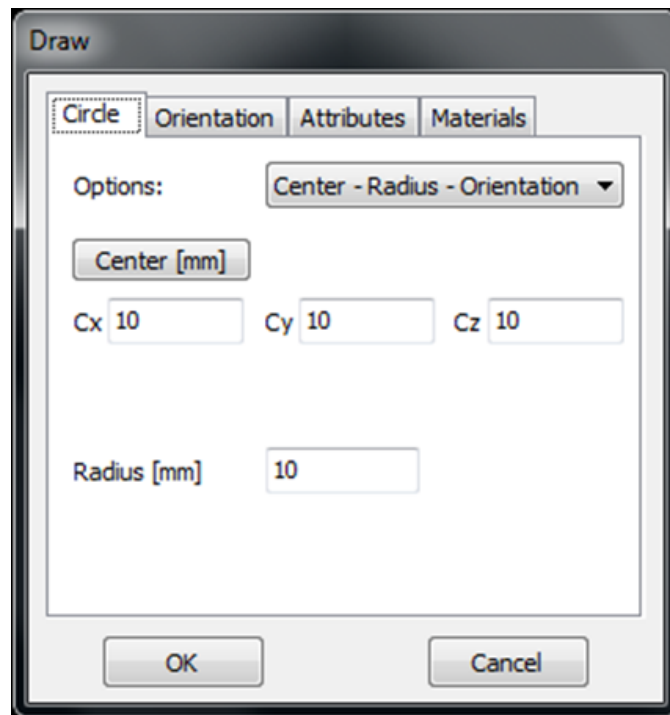 Draw
Circle Orientation Attributes Materials
Options: Center - Radius - Orientation
Center [mm]
Cx 10 Cy 10 Cz 10
Radius [mm] 10
OK Cancel